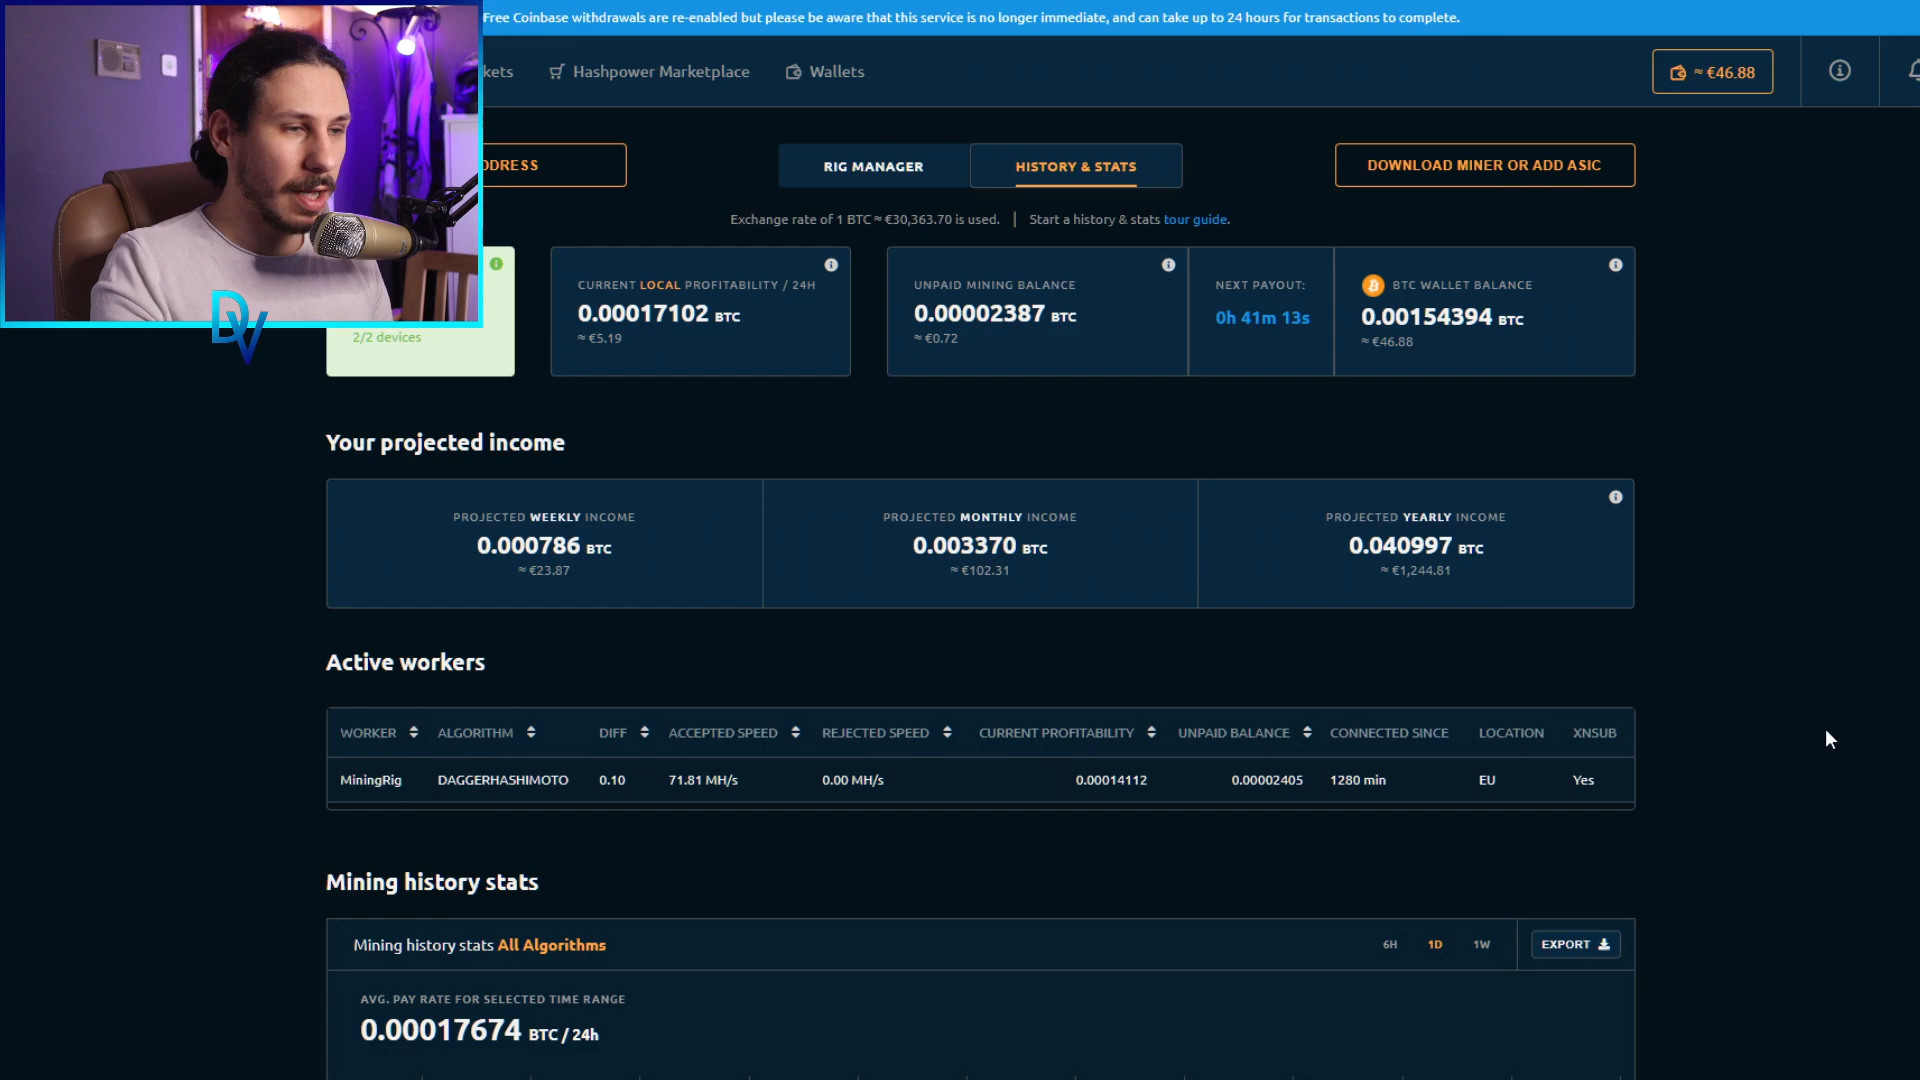 Free Coinbase withdrawals are re-enabled but please be aware that this service is no longer immediate, and can take up to 24 hours for transactions to complete.
Hashpower Marketplace
Wallets
≈ €46.88
RIG MANAGER
HISTORY & STATS
DOWNLOAD MINER OR ADD ASIC
Exchange rate of 1 BTC ≈ €30,363.70 is used. | Start a history & stats tour guide.
2/2 devices
CURRENT LOCAL PROFITABILITY / 24H
0.00017102 BTC
≈ €5.19
UNPAID MINING BALANCE
0.00002387 BTC
≈ €0.72
NEXT PAYOUT:
0h 41m 13s
BTC WALLET BALANCE
0.00154394 BTC
≈ €46.88
DV
Your projected income
PROJECTED WEEKLY INCOME
0.000786 BTC
≈ €23.87
PROJECTED MONTHLY INCOME
0.003370 BTC
≈ €102.31
PROJECTED YEARLY INCOME
0.040997 BTC
≈ €1,244.81
Active workers
WORKER ALGORITHM DIFF ACCEPTED SPEED REJECTED SPEED CURRENT PROFITABILITY UNPAID BALANCE CONNECTED SINCE LOCATION XNSUB
MiningRig DAGGERHASHIMOTO 0.10 71.81 MH/s 0.00 MH/s 0.00014112 0.00002405 1280 min EU Yes
Mining history stats
Mining history stats All Algorithms
6H 1D 1W
EXPORT
AVG. PAY RATE FOR SELECTED TIME RANGE
0.00017674 BTC / 24h